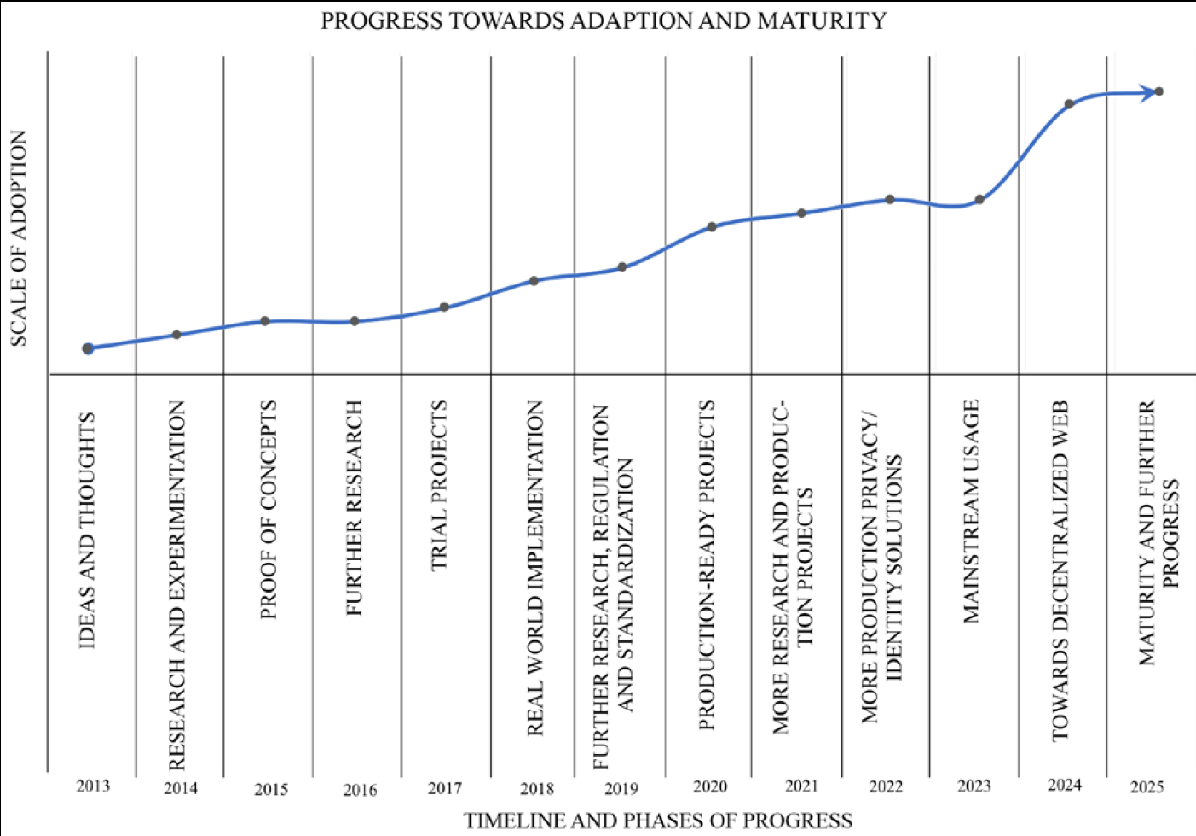 PROGRESS TOWARDS ADAPTION AND MATURITY
SCALE OF ADOPTION
IDEAS AND THOUGHTS
RESEARCH AND EXPERIMENTATION
PROOF OF CONCEPTS
FURTHER RESEARCH
TRIAL PROJECTS
REAL WORLD IMPLEMENTATION
FURTHER RESEARCH, REGULATION
AND STANDARDIZATION
PRODUCTION-READY PROJECTS
MORE RESEARCH AND PRODUC-
TION PROJECTS
MORE PRODUCTION PRIVACY/
IDENTITY SOLUTIONS
MAINSTREAM USAGE
TOWARDS DECENTRALIZED WEB
MATURITY AND FURTHER
PROGRESS
2013
2014
2015
2016
2017
2018
2019
2020
2021
2022
2023
2024
2025
TIMELINE AND PHASES OF PROGRESS